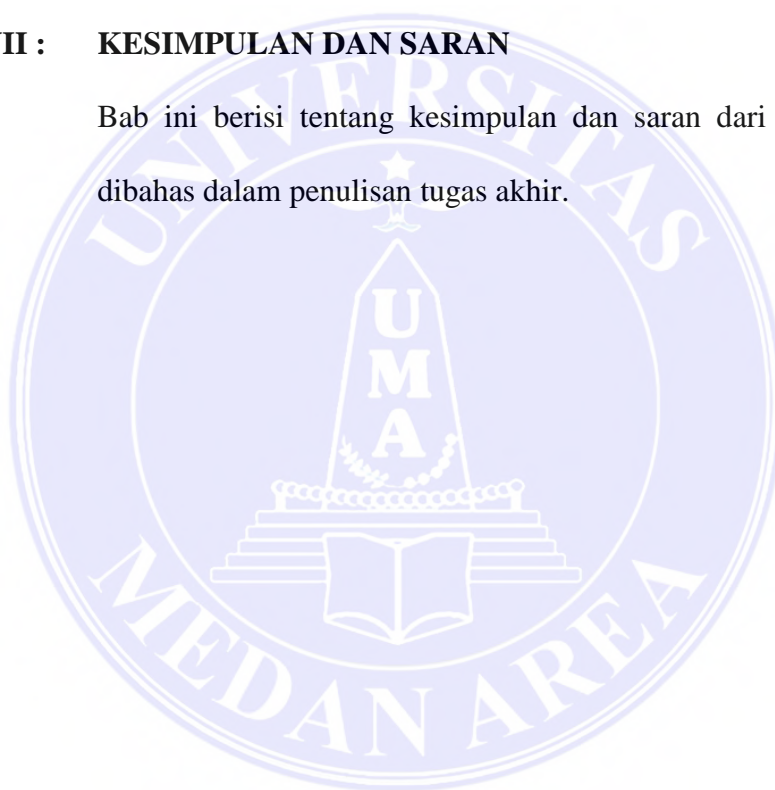 II : KESIMPULAN DAN SARAN
Bab ini berisi tentang kesimpulan dan saran dari
dibahas dalam penulisan tugas akhir.
UNIVERSITAS
UMA
MEDAN AREA